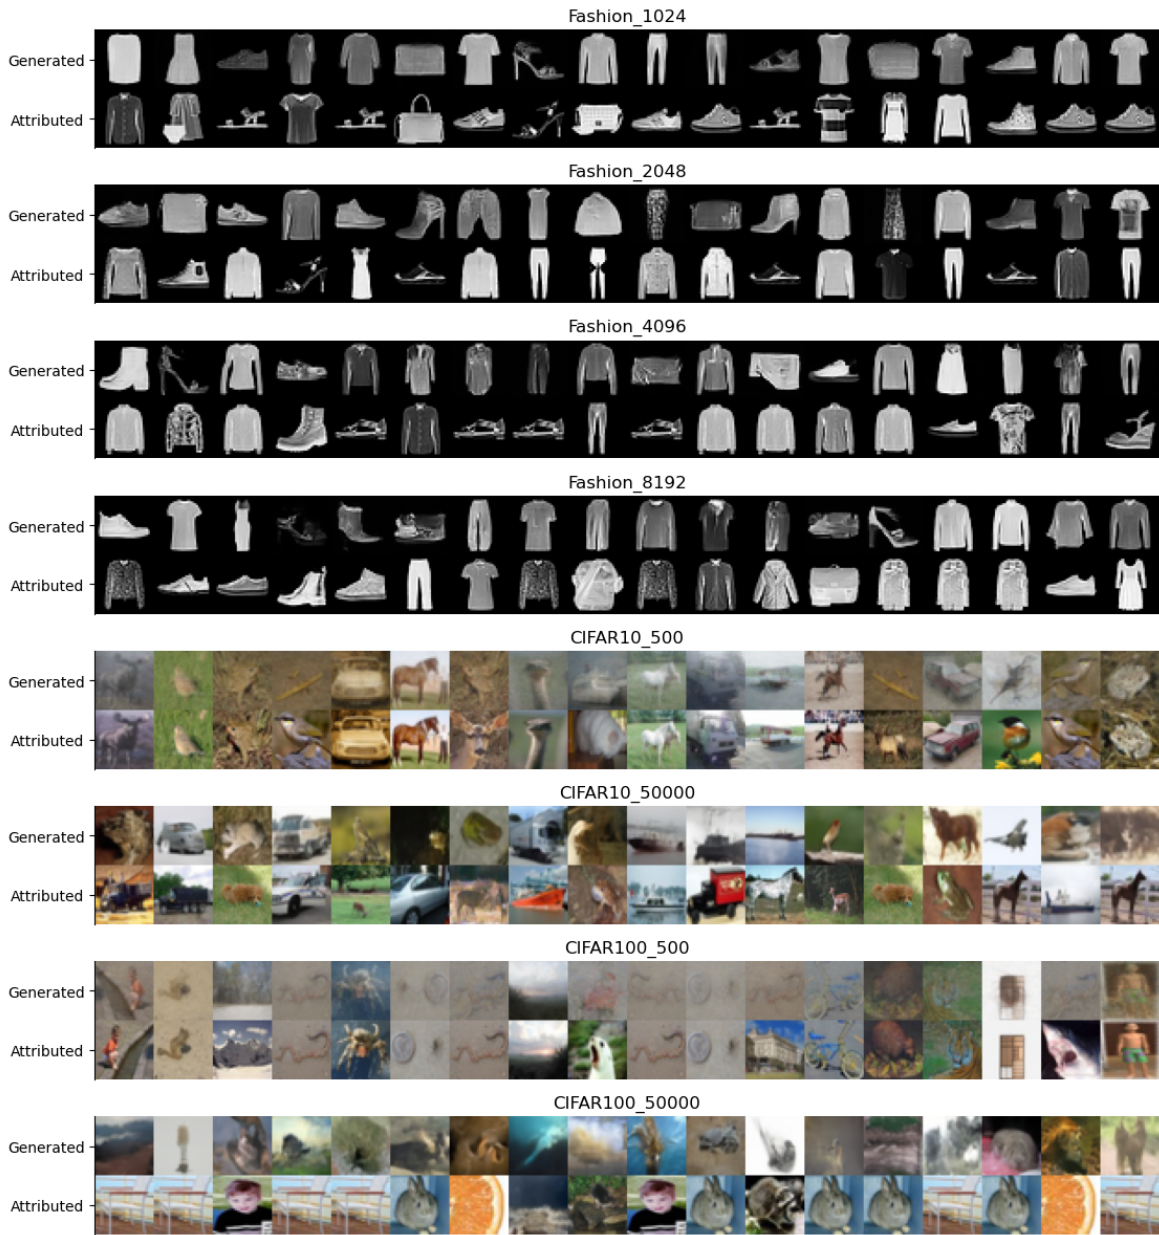 Fashion_1024
Generated
Attributed
Fashion_2048
Generated
Attributed
Fashion_4096
Generated
Attributed
Fashion_8192
Generated
Attributed
CIFAR10_500
Generated
Attributed
CIFAR10_50000
Generated
Attributed
CIFAR100_500
Generated
Attributed
CIFAR100_50000
Generated
Attributed